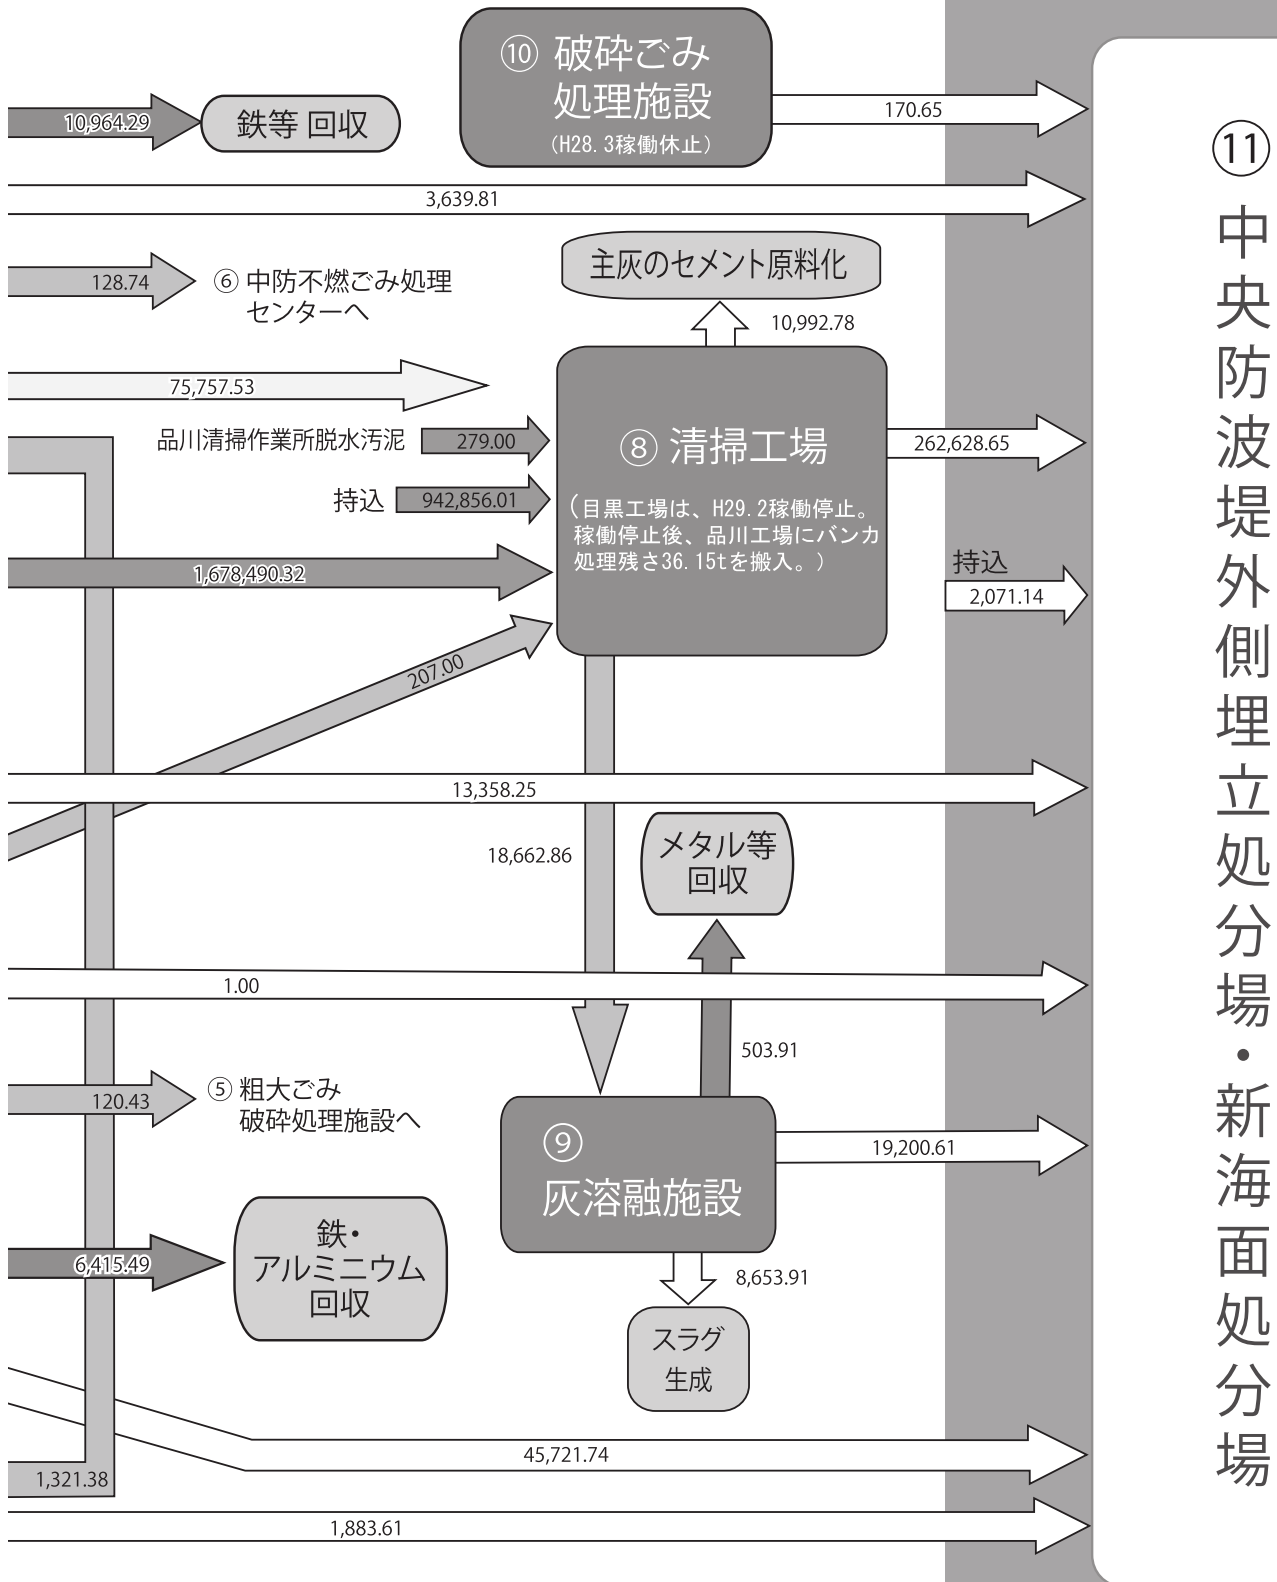 ⑩ 破砕ごみ
処理施設
(H28.3稼働休止)
170.65
10,964.29
鉄等 回収
3,639.81
128.74
⑥ 中防不燃ごみ処理
センターへ
主灰のセメント原料化
10,992.78
75,757.53
品川清掃作業所脱水汚泥
279.00
持込
942,856.01
1,678,490.32
207.00
⑧ 清掃工場
(目黒工場は、H29.2稼働停止。
稼働停止後、品川工場にバンカ
処理残さ36.15tを搬入。)
262,628.65
持込
2,071.14
13,358.25
18,662.86
メタル等
回収
1.00
503.91
120.43
⑤ 粗大ごみ
破砕処理施設へ
⑨
灰溶融施設
19,200.61
6,415.49
鉄・
アルミニウム
回収
8,653.91
スラグ
生成
45,721.74
1,321.38
1,883.61
⑪ 中央防波堤外側埋立処分場・新海面処分場